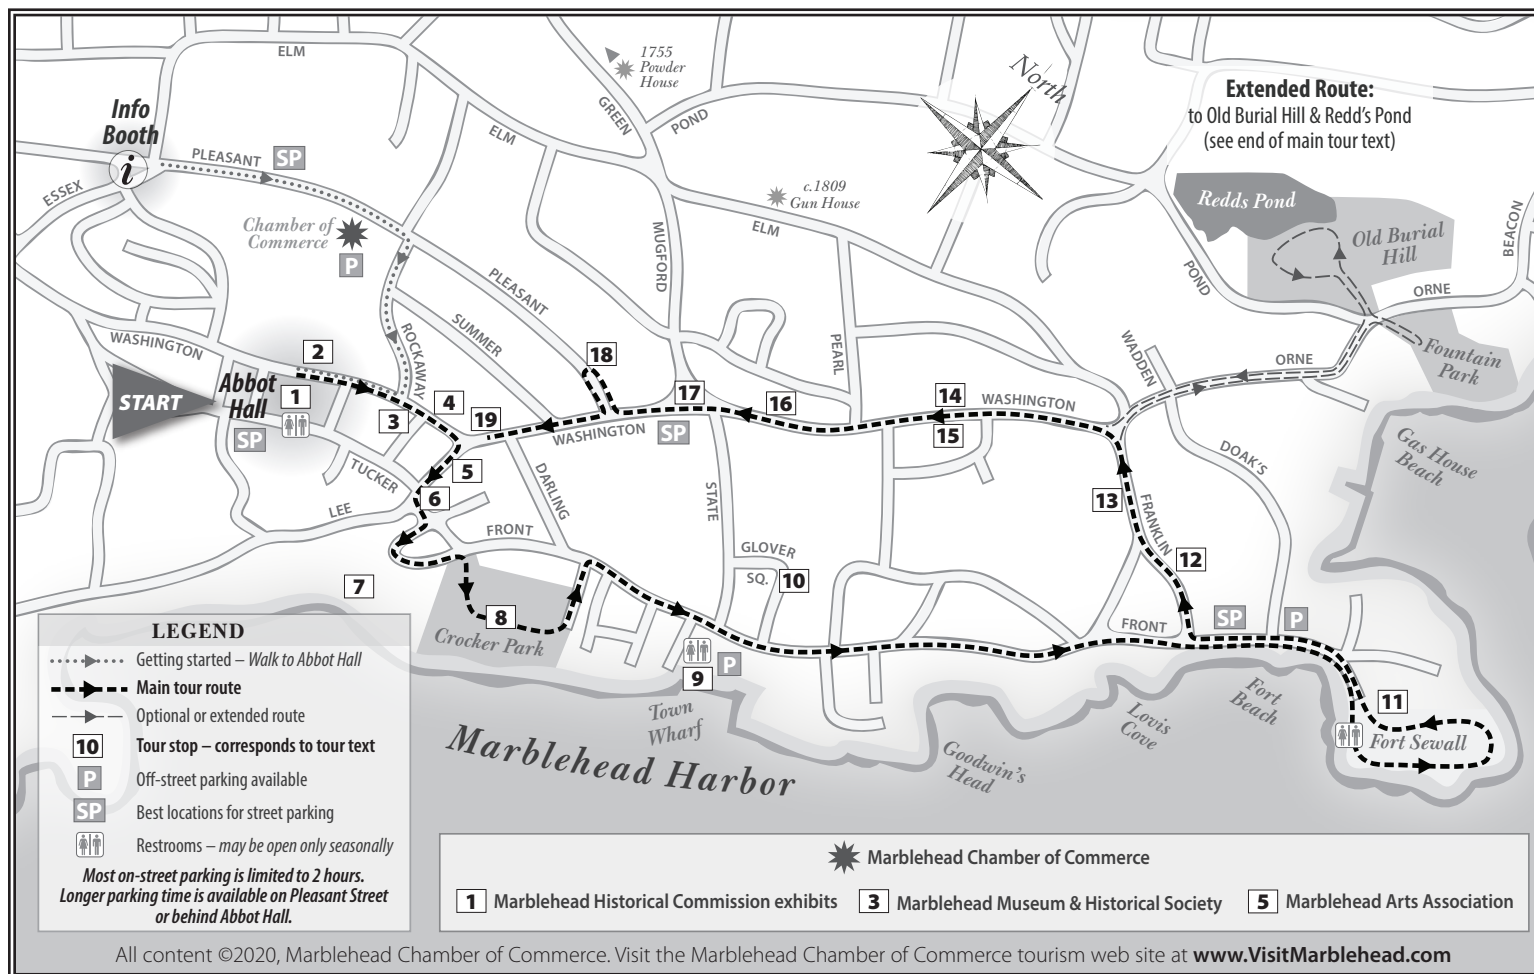 ELM
1755
Powder
House
North
Extended Route:
to Old Burial Hill & Redd's Pond
(see end of main tour text)
Info
Booth
i
PLEASANT
SP
GREEN
POND
ELM
ESSEX
c.1809
Gun House
Redds Pond
Chamber of
Commerce
P
MUGFORD
ELM
Old Burial
Hill
BEACON
PLEASANT
POND
ORNE
WASHINGTON
2
ROCKAWAY
SUMMER
18
PEARL
WADDEN
ORNE
Fountain
Park
START
Abbot
Hall
1
SP
3
4
19
17
16
14
WASHINGTON
WASHINGTON
SP
15
Gas House
Beach
TUCKER
5
6
DARLING
STATE
DOAK'S
LEE
FRONT
13
FRANKLIN
GLOVER
SQ.
10
12
7
8
Crocker Park
FRONT
SP
P
9
P
Town
Wharf
Fort
Beach
Lovis
Cove
11
Fort Sewall
Goodwin's
Head
Marblehead Harbor
LEGEND
Getting started – Walk to Abbot Hall
Main tour route
Optional or extended route
10 Tour stop – corresponds to tour text
P Off-street parking available
SP Best locations for street parking
Restrooms – may be open only seasonally
Most on-street parking is limited to 2 hours.
Longer parking time is available on Pleasant Street
or behind Abbot Hall.
Marblehead Chamber of Commerce
1 Marblehead Historical Commission exhibits 3 Marblehead Museum & Historical Society 5 Marblehead Arts Association
All content ©2020, Marblehead Chamber of Commerce. Visit the Marblehead Chamber of Commerce tourism web site at www.VisitMarblehead.com